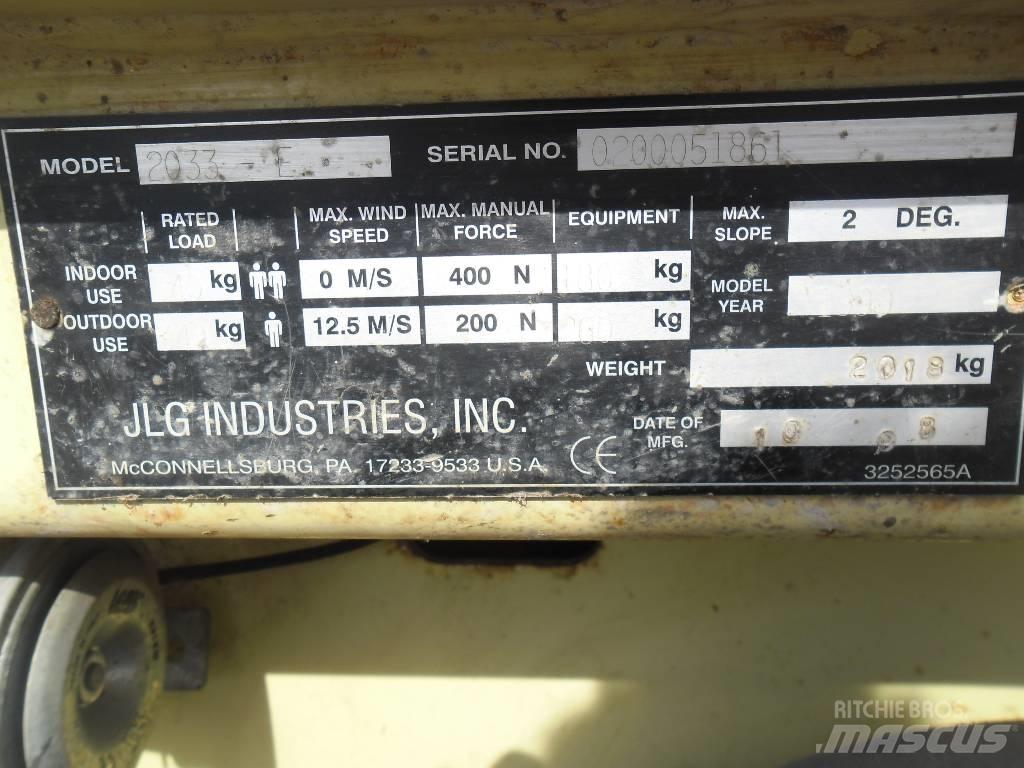 MODEL 2033 - E SERIAL NO. 0200051861
RATED LOAD MAX. WIND SPEED MAX. MANUAL FORCE EQUIPMENT MAX. SLOPE 2 DEG.
INDOOR USE kg 0 M/S 400 N kg MODEL YEAR
OUTDOOR USE kg 12.5 M/S 200 N kg
WEIGHT 2018 kg
JLG INDUSTRIES, INC. DATE OF MFG. 10
McCONNELLSBURG, PA. 17233-9533 U.S.A. CE 3252565A
RITCHIE BROS.
MASCUS